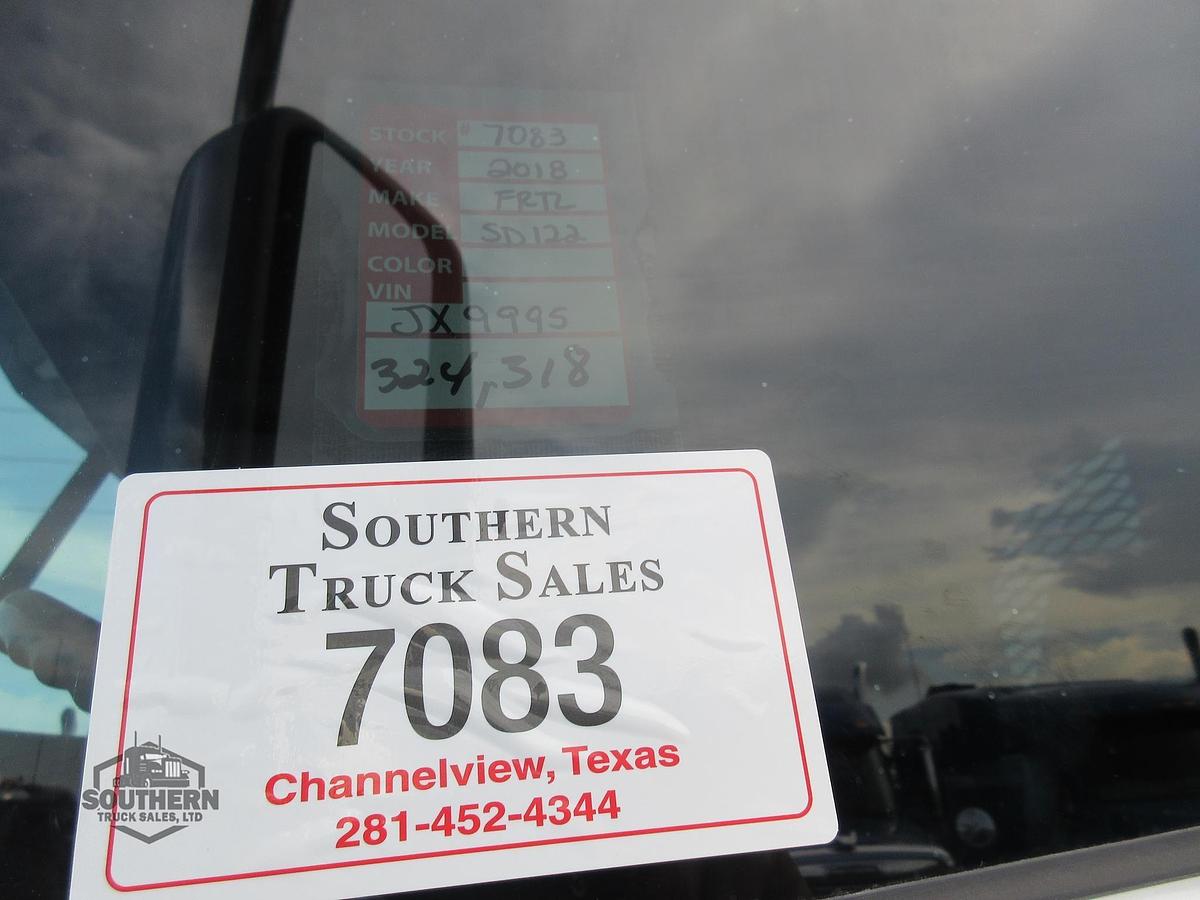 STOCK # 7083
YEAR 2018
MAKE FRTL
MODEL SD122
COLOR
VIN
JX9995
324,318
SOUTHERN
TRUCK SALES
7083
Channelview, Texas
281-452-4344
SOUTHERN
TRUCK SALES, LTD